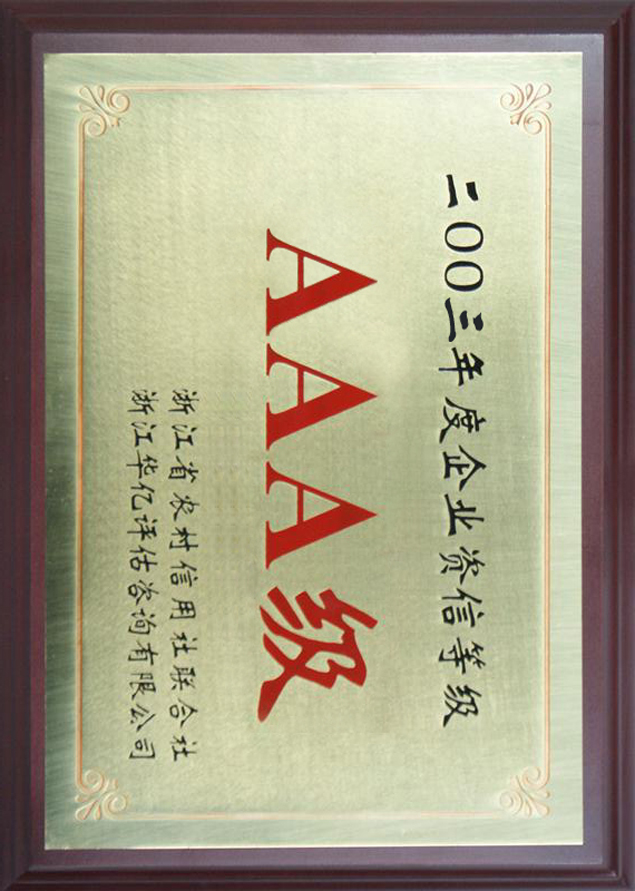 二00三年度企业资信等级
AAA级
浙江省农村信用社联合社
浙江华亿评估咨询有限公司